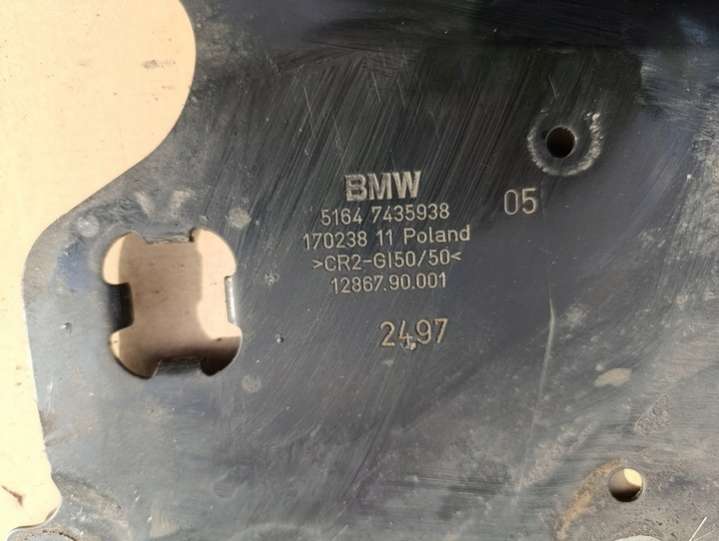 BMW
5164 7435938
05
170238 11 Poland
>CR2-GI50/50<
12867.90.001
2497